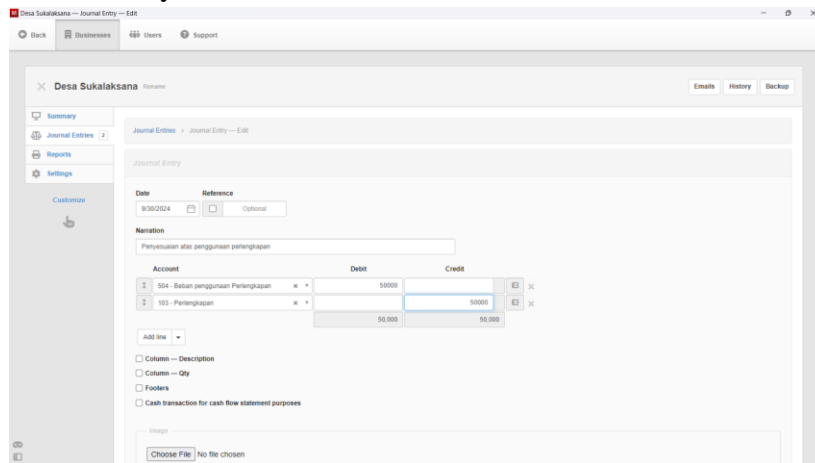 Desa Sukalaksana — Journal Entry — Edit
Back Businesses Users Support
Desa Sukalaksana Rename Emails History Backup
Summary
Journal Entries 2
Reports
Settings
Customize
Journal Entries Journal Entry — Edit
Journal Entry
Date Reference
9/30/2024 Optional
Narration
Penyesuaian atas penggunaan perlengkapan
Account Debit Credit
504 - Beban penggunaan Perlengkapan 50000
103 - Perlengkapan 50000
50,000 50,000
Add line
Column — Description
Column — Qty
Footers
Cash transaction for cash flow statement purposes
Image
Choose File No file chosen